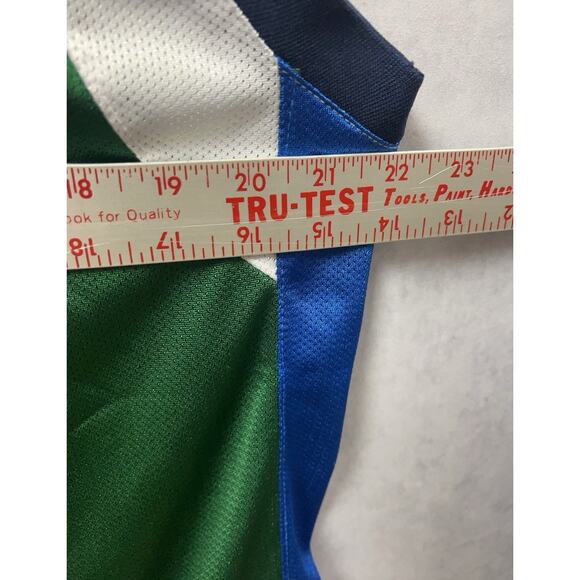 18 19 20 21 22 23
ook for Quality TRU-TEST TOOLS, PAINT, HARD
18 17 16 15 14 13 12